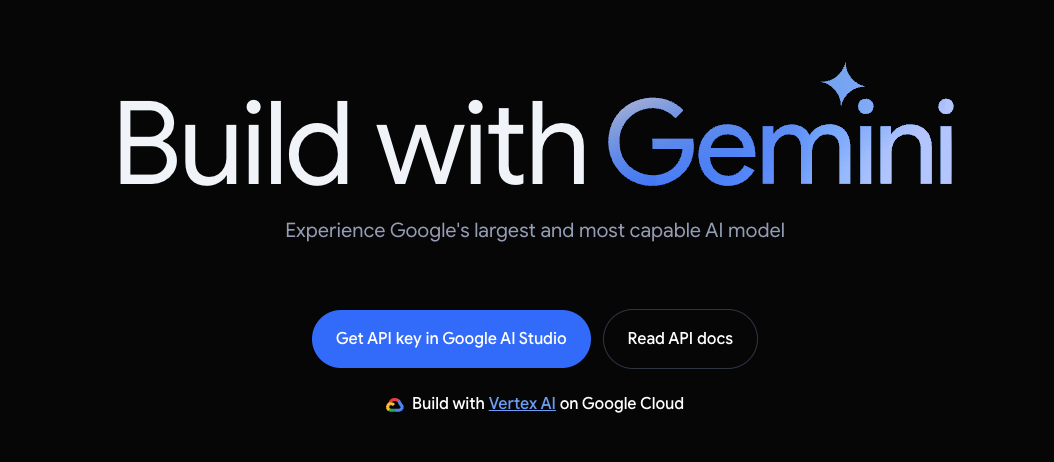 Build with Gemini
Experience Google's largest and most capable AI model
Get API key in Google AI Studio
Read API docs
Build with Vertex AI on Google Cloud